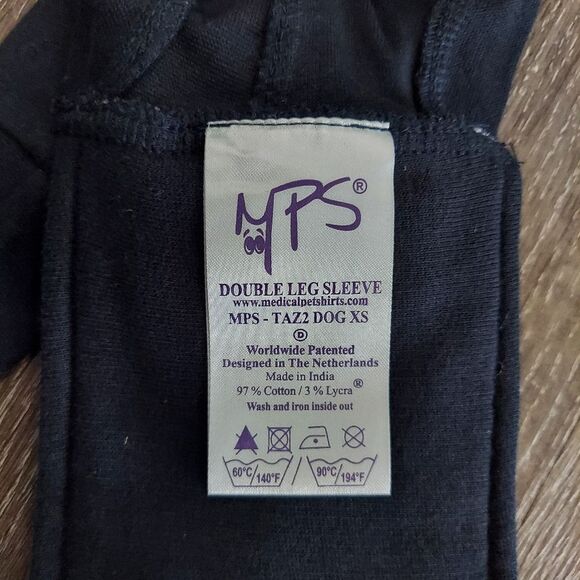 MPS®
DOUBLE LEG SLEEVE
www.medicalpetshirts.com
MPS - TAZ2 DOG XS
D
Worldwide Patented
Designed in The Netherlands
Made in India
97 % Cotton / 3 % Lycra®
Wash and iron inside out
60°C/140°F // 90°C/194°F